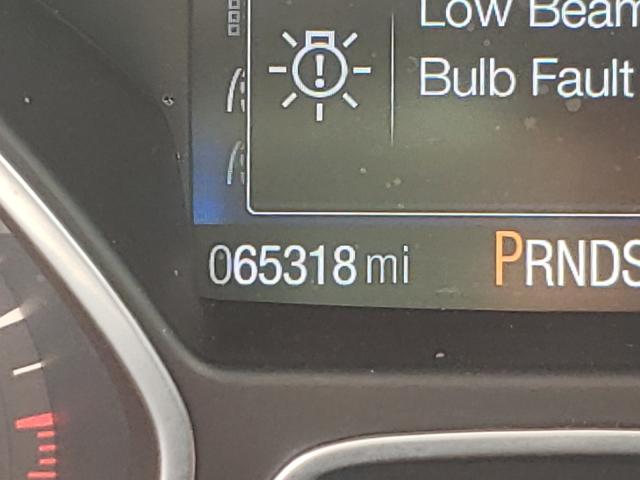 Low Beam
Bulb Fault
065318 mi
PRNDS